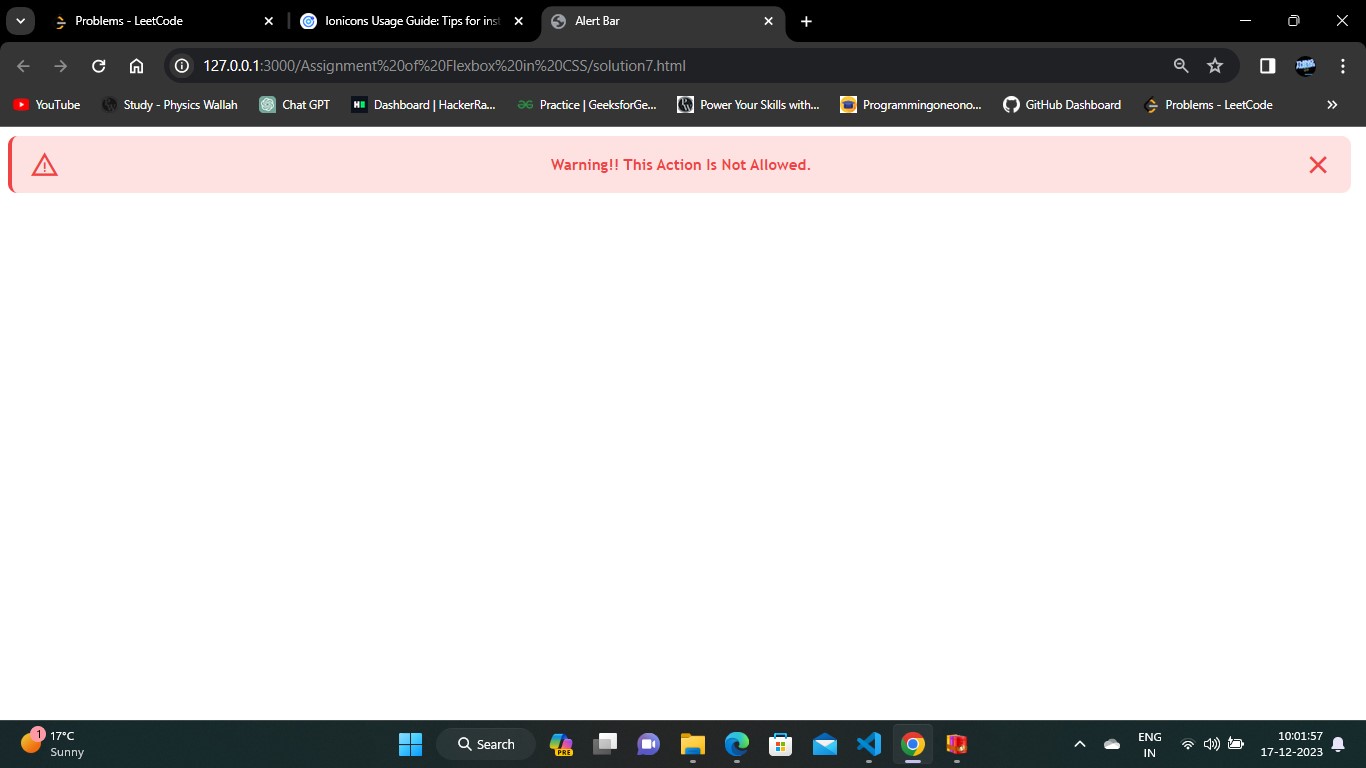 Problems - LeetCode
Ionicons Usage Guide: Tips for inst
Alert Bar
127.0.0.1:3000/Assignment%20of%20Flexbox%20in%20CSS/solution7.html
YouTube
Study - Physics Wallah
Chat GPT
Dashboard | HackerRa...
Practice | GeeksforGe...
Power Your Skills with...
Programmingoneono...
GitHub Dashboard
Problems - LeetCode
Warning!! This Action Is Not Allowed.
1
17°C
Sunny
Search
PRE
ENG
IN
10:01:57
17-12-2023